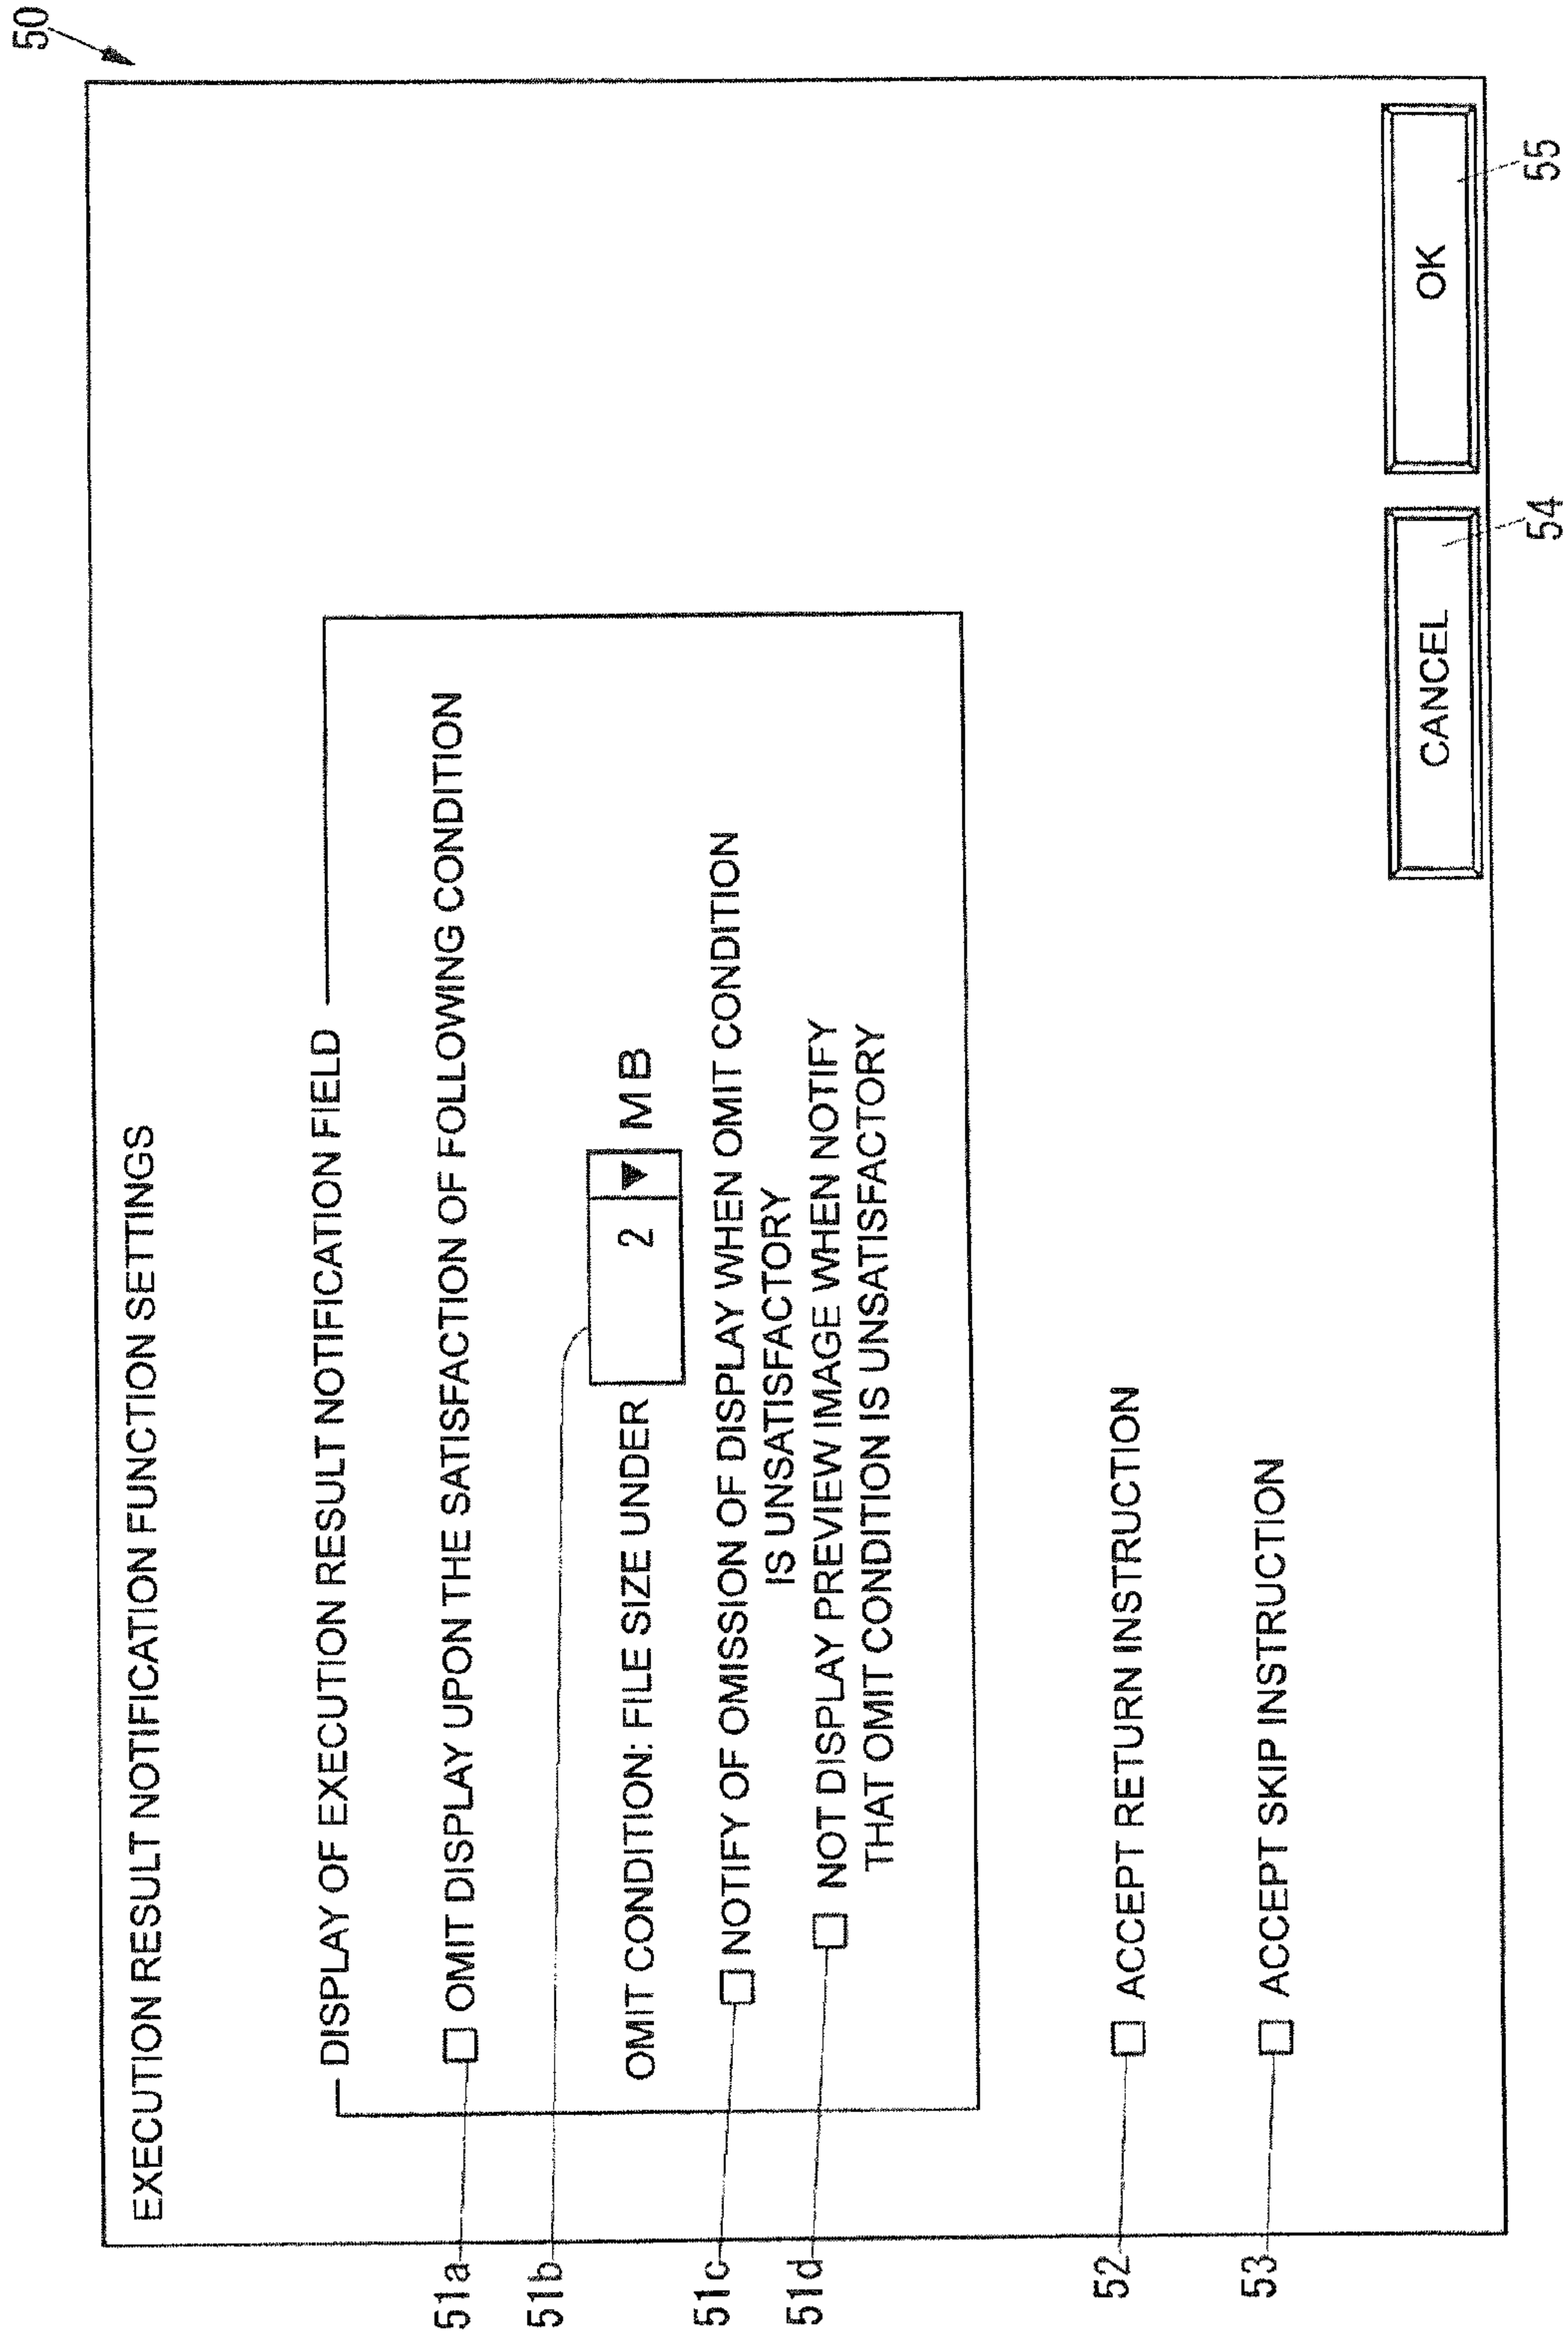 50
EXECUTION RESULT NOTIFICATION FUNCTION SETTINGS
DISPLAY OF EXECUTION RESULT NOTIFICATION FIELD
51a
OMIT DISPLAY UPON THE SATISFACTION OF FOLLOWING CONDITION
51b
OMIT CONDITION: FILE SIZE UNDER 2 ▼ MB
51c
NOTIFY OF OMISSION OF DISPLAY WHEN OMIT CONDITION
IS UNSATISFACTORY
51d
NOT DISPLAY PREVIEW IMAGE WHEN NOTIFY
THAT OMIT CONDITION IS UNSATISFACTORY
52
ACCEPT RETURN INSTRUCTION
53
ACCEPT SKIP INSTRUCTION
CANCEL
OK
54
55